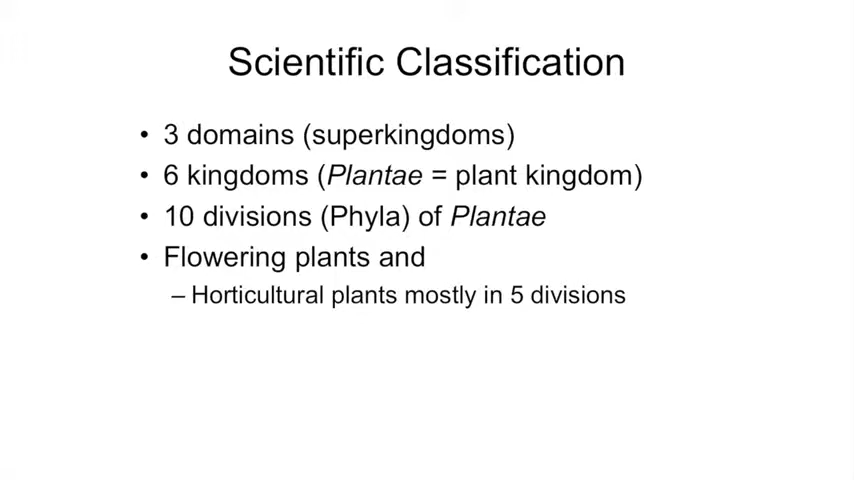 Scientific Classification
• 3 domains (superkingdoms)
• 6 kingdoms (Plantae = plant kingdom)
• 10 divisions (Phyla) of Plantae
• Flowering plants and
– Horticultural plants mostly in 5 divisions